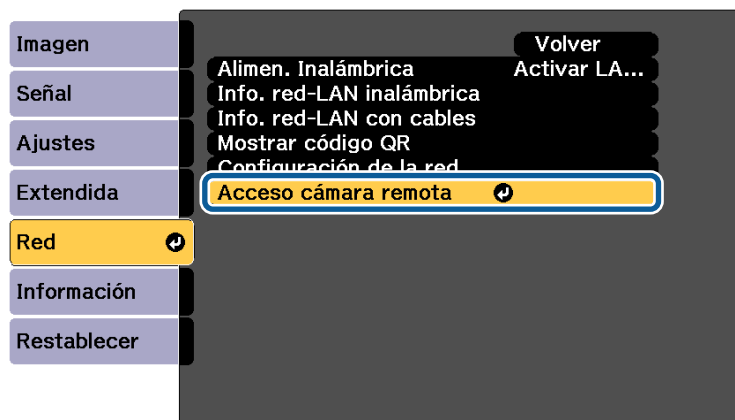 Imagen
Señal
Ajustes
Extendida
Red
Información
Restablecer
Volver
Alimen. Inalámbrica Activar LA...
Info. red-LAN inalámbrica
Info. red-LAN con cables
Mostrar código QR
Configuración de la red
Acceso cámara remota